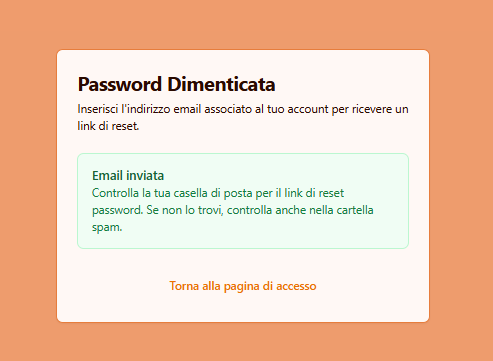 Password Dimenticata
Inserisci l'indirizzo email associato al tuo account per ricevere un
link di reset.
Email inviata
Controlla la tua casella di posta per il link di reset
password. Se non lo trovi, controlla anche nella cartella
spam.
Torna alla pagina di accesso